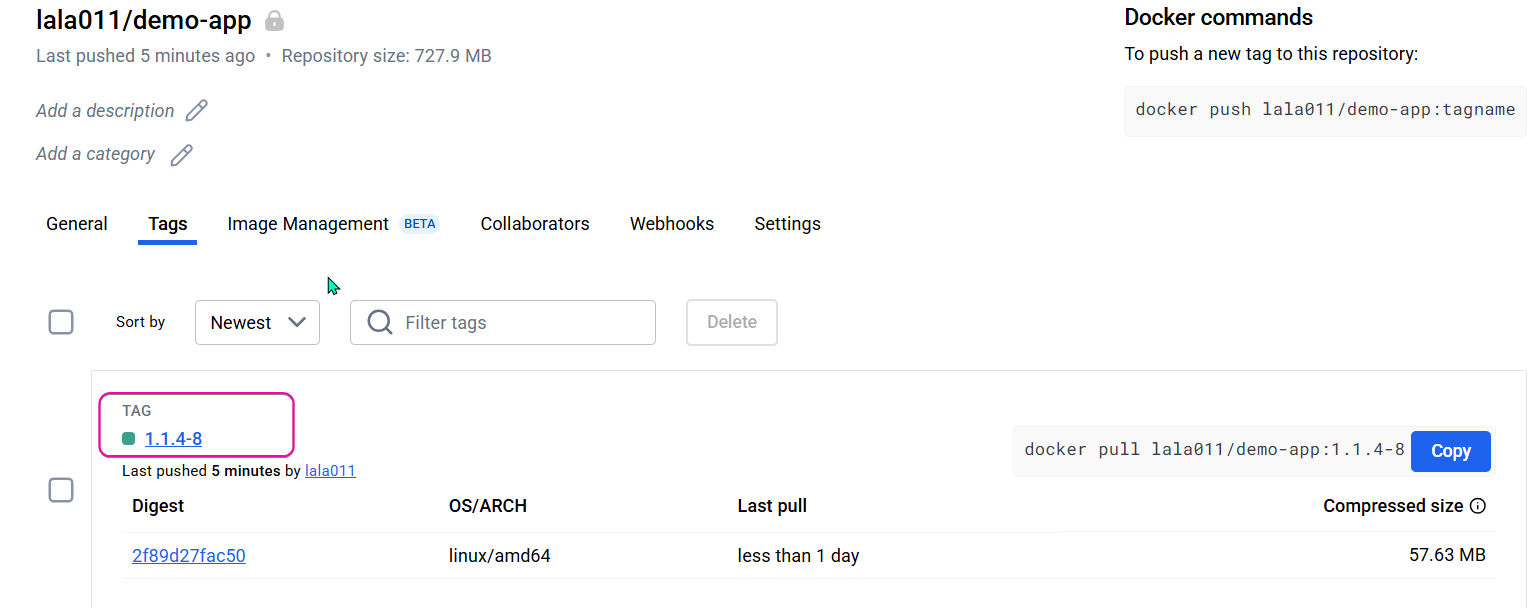 lala011/demo-app
Last pushed 5 minutes ago • Repository size: 727.9 MB
Add a description
Add a category
Docker commands
To push a new tag to this repository:
docker push lala011/demo-app:tagname
General Tags Image Management BETA Collaborators Webhooks Settings
Sort by Newest Filter tags Delete
TAG
1.1.4-8
Last pushed 5 minutes by lala011
docker pull lala011/demo-app:1.1.4-8 Copy
Digest OS/ARCH Last pull Compressed size
2f89d27fac50 linux/amd64 less than 1 day 57.63 MB